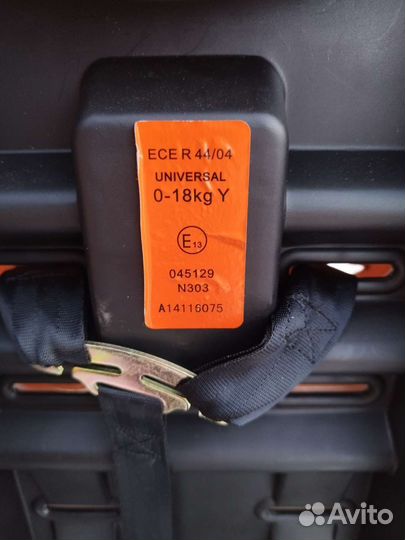 ECE R 44/04
UNIVERSAL
0-18kg Y
E13
045129
N303
A14116075
Avito